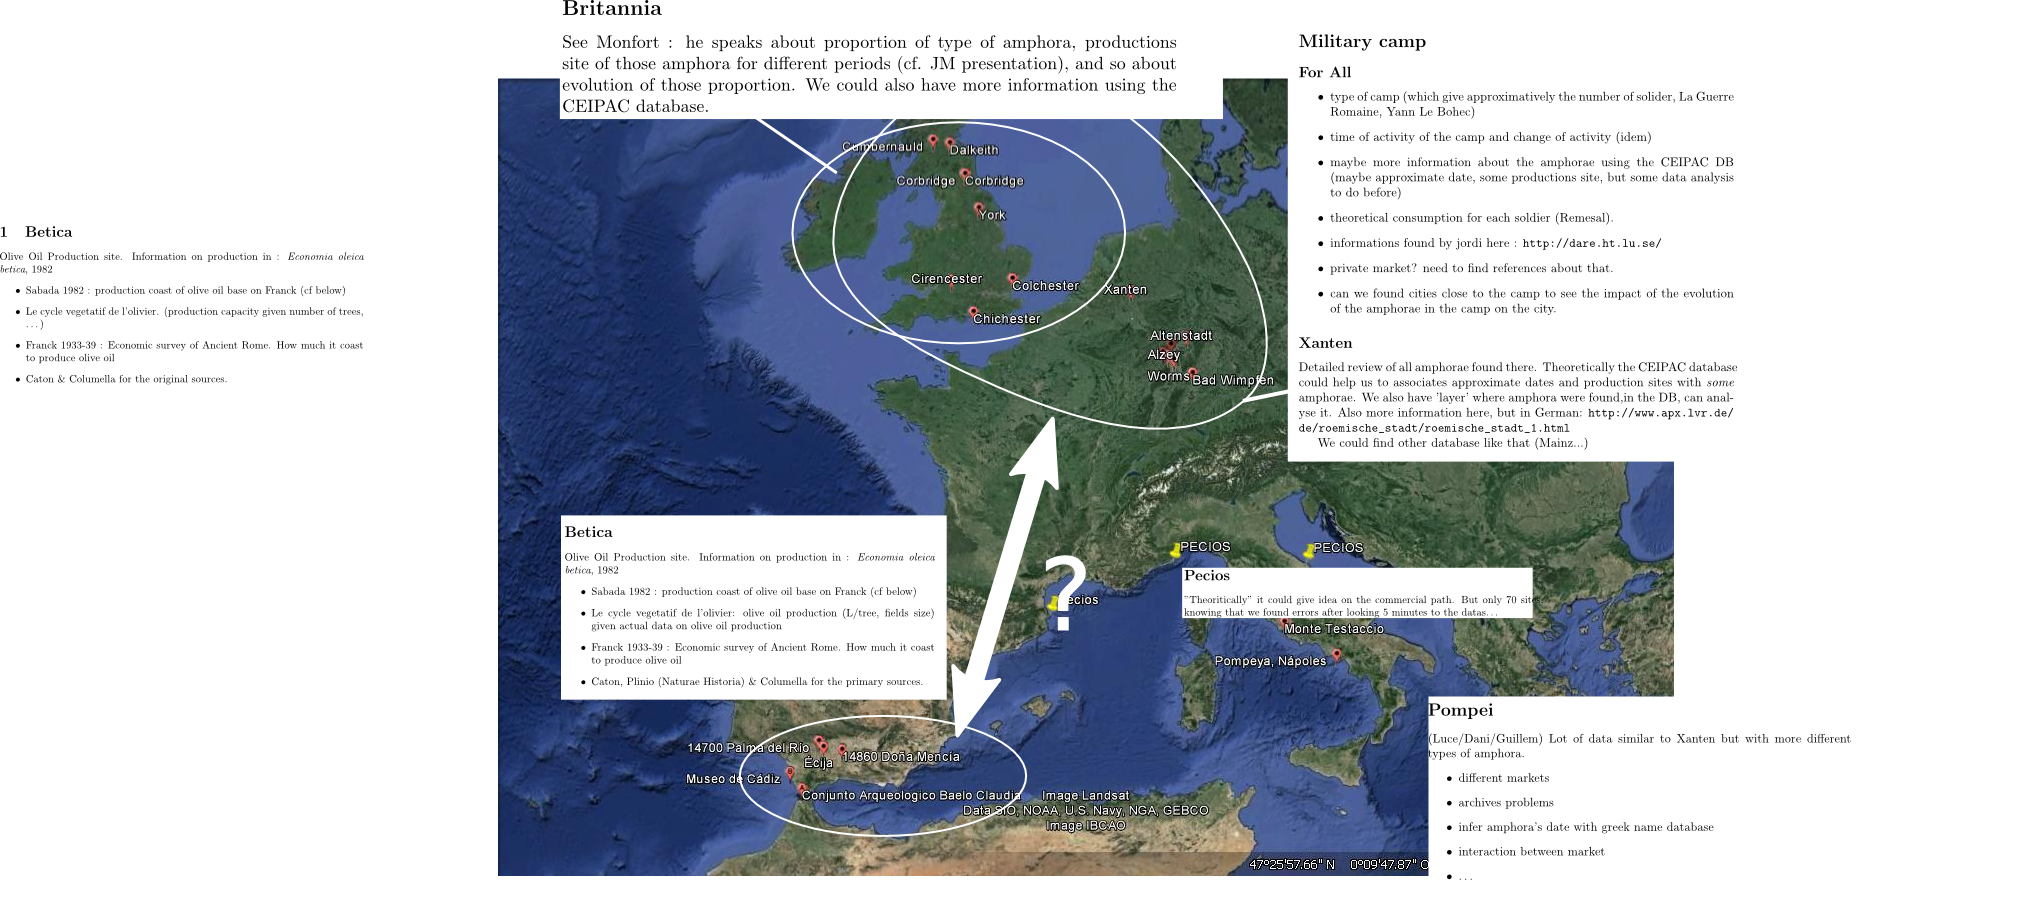 Britannia
See Monfort : he speaks about proportion of type of amphora, productions
site of those amphora for different periods (cf. JM presentation), and so about
evolution of those proportion. We could also have more information using the
CEIPAC database.
Military camp
For All
• type of camp (which give approximatively the number of solider, La Guerre
Romaine, Yann Le Bohec)
• time of activity of the camp and change of activity (idem)
• maybe more information about the amphorae using the CEIPAC DB
(maybe approximate date, some productions site, but some data analysis
to do before)
• theoretical consumption for each soldier (Remesal).
• informations found by jordi here : http://dare.ht.lu.se/
• private market? need to find references about that.
• can we found cities close to the camp to see the impact of the evolution
of the amphorae in the camp on the city.
Xanten
Detailed review of all amphorae found there. Theoretically the CEIPAC database
could help us to associates approximate dates and production sites with some
amphorae. We also have 'layer' where amphora were found,in the DB, can anal-
yse it. Also more information here, but in German: http://www.apx.lvr.de/
de/roemische_stadt/roemische_stadt_1.html
We could find other database like that (Mainz...)
1 Betica
Olive Oil Production site. Information on production in : Economia oleica
betica, 1982
• Sabada 1982 : production coast of olive oil base on Franck (cf below)
• Le cycle vegetatif de l'olivier. (production capacity given number of trees,
...)
• Franck 1933-39 : Economic survey of Ancient Rome. How much it coast
to produce olive oil
• Caton & Columella for the original sources.
Cumbernauld
Dalkeith
Corbridge
Corbridge
York
Cirencester
Colchester
Chichester
Xanten
Altenstadt
Alzey
Worms
Bad Wimpfen
Betica
Olive Oil Production site. Information on production in : Economia oleica
betica, 1982
• Sabada 1982 : production coast of olive oil base on Franck (cf below)
• Le cycle vegetatif de l'olivier: olive oil production (L/tree, fields size)
given actual data on olive oil production
• Franck 1933-39 : Economic survey of Ancient Rome. How much it coast
to produce olive oil
• Caton, Plinio (Naturae Historia) & Columella for the primary sources.
?
PECIOS
PECIOS
ecios
Pecios
"Theoritically" it could give idea on the commercial path. But only 70 sites
knowing that we found errors after looking 5 minutes to the datas...
Monte Testaccio
Pompeya, Nápoles
14700 Palma del Río
14860 Doña Mencía
Écija
Museo de Cádiz
Conjunto Arqueologico Baelo Claudia
Image Landsat
Data SIO, NOAA, U.S. Navy, NGA, GEBCO
Image IBCAO
47°25'57.66" N 0°09'47.87" O
Pompei
(Luce/Dani/Guillem) Lot of data similar to Xanten but with more different
types of amphora.
• different markets
• archives problems
• infer amphora's date with greek name database
• interaction between market
• ...